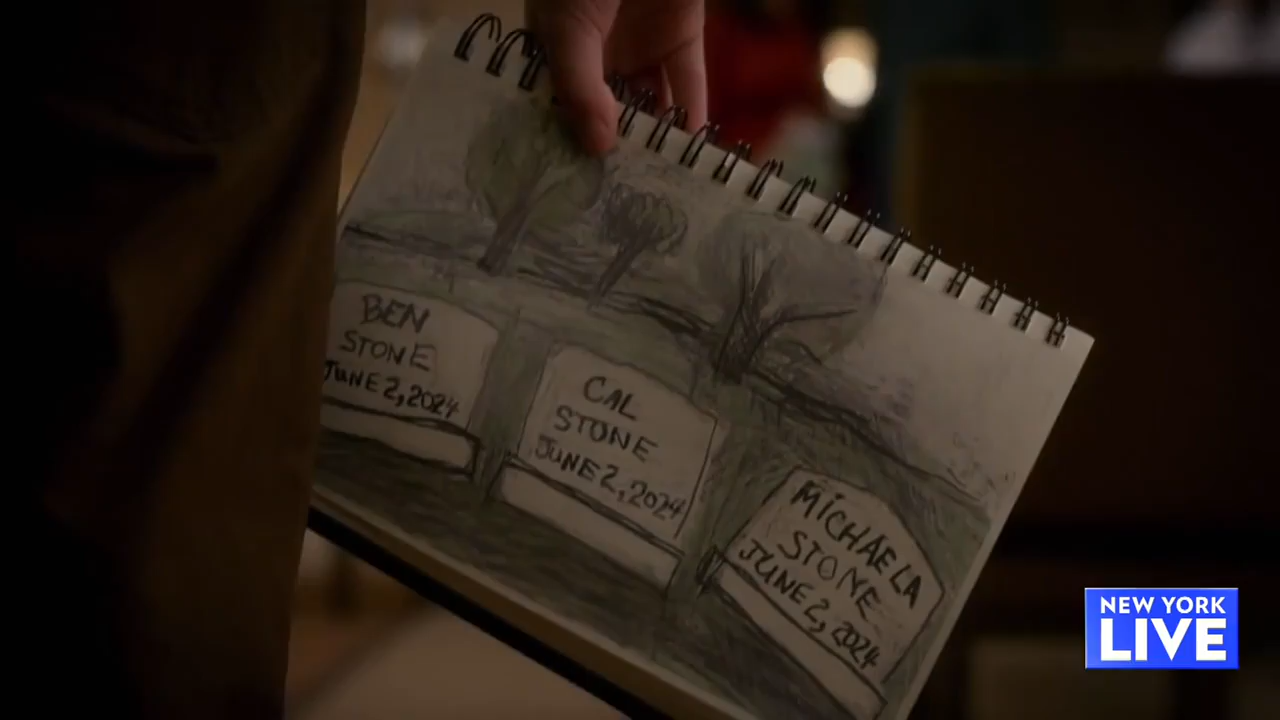 BEN
STONE
JUNE 2, 2024
CAL
STONE
JUNE 2, 2024
MiCHAELA
STONE
JUNE 2, 2024
NEW YORK
LIVE